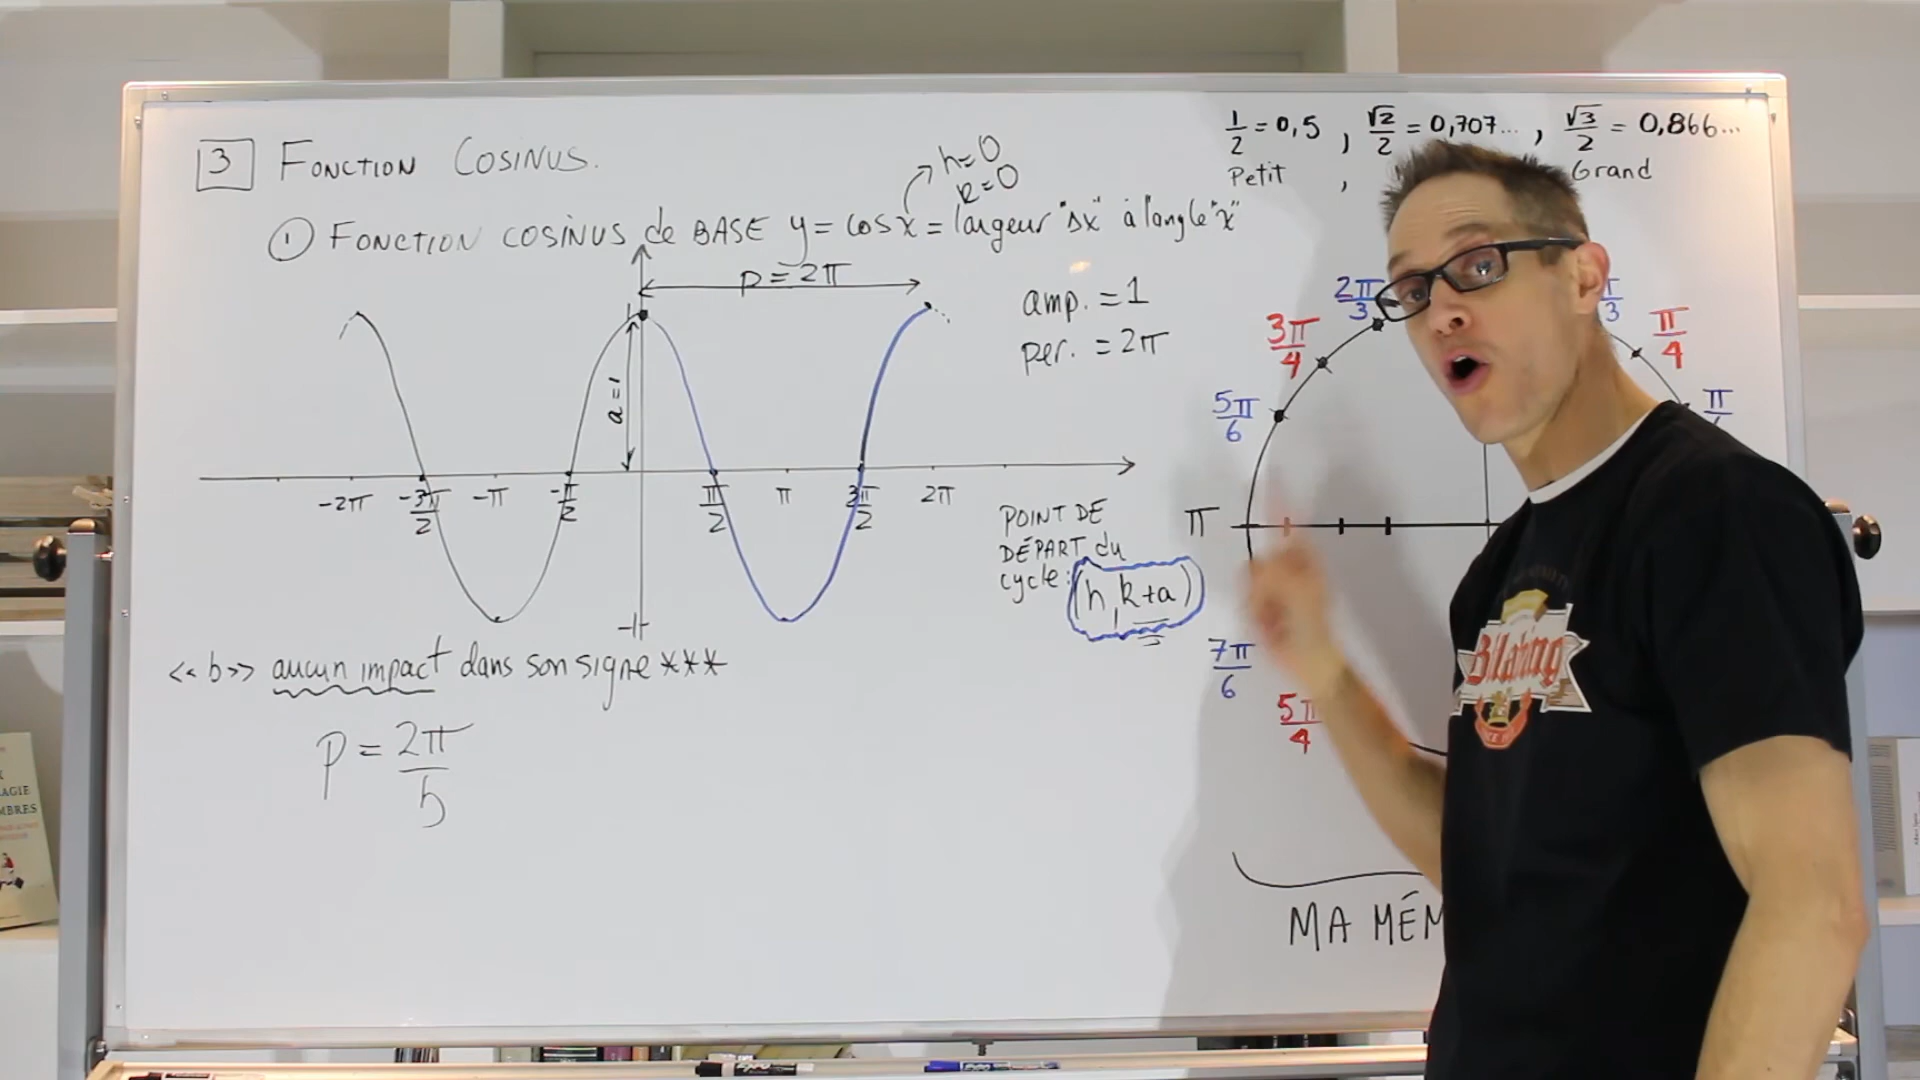 3 FONCTION COSINUS.
h=0
k=0
① FONCTION COSINUS de BASE y = cos x = largeur "Δx" à l'angle "x"
p = 2π
amp. = 1
per. = 2π
1
a=1
-2π -3π/2 -π -π/2 π/2 π 3π/2 2π
-1
POINT DE
DÉPART du
cycle: (h, k+a)
<<b>> aucun impact dans son signe ***
p = 2π/b
1/2 = 0,5 , √2/2 = 0,707... , √3/2 = 0,866...
Petit , Grand
2π/3
3π/4 π/4
5π/6
π
7π/6
5π/4
MA MÉM
Blabing